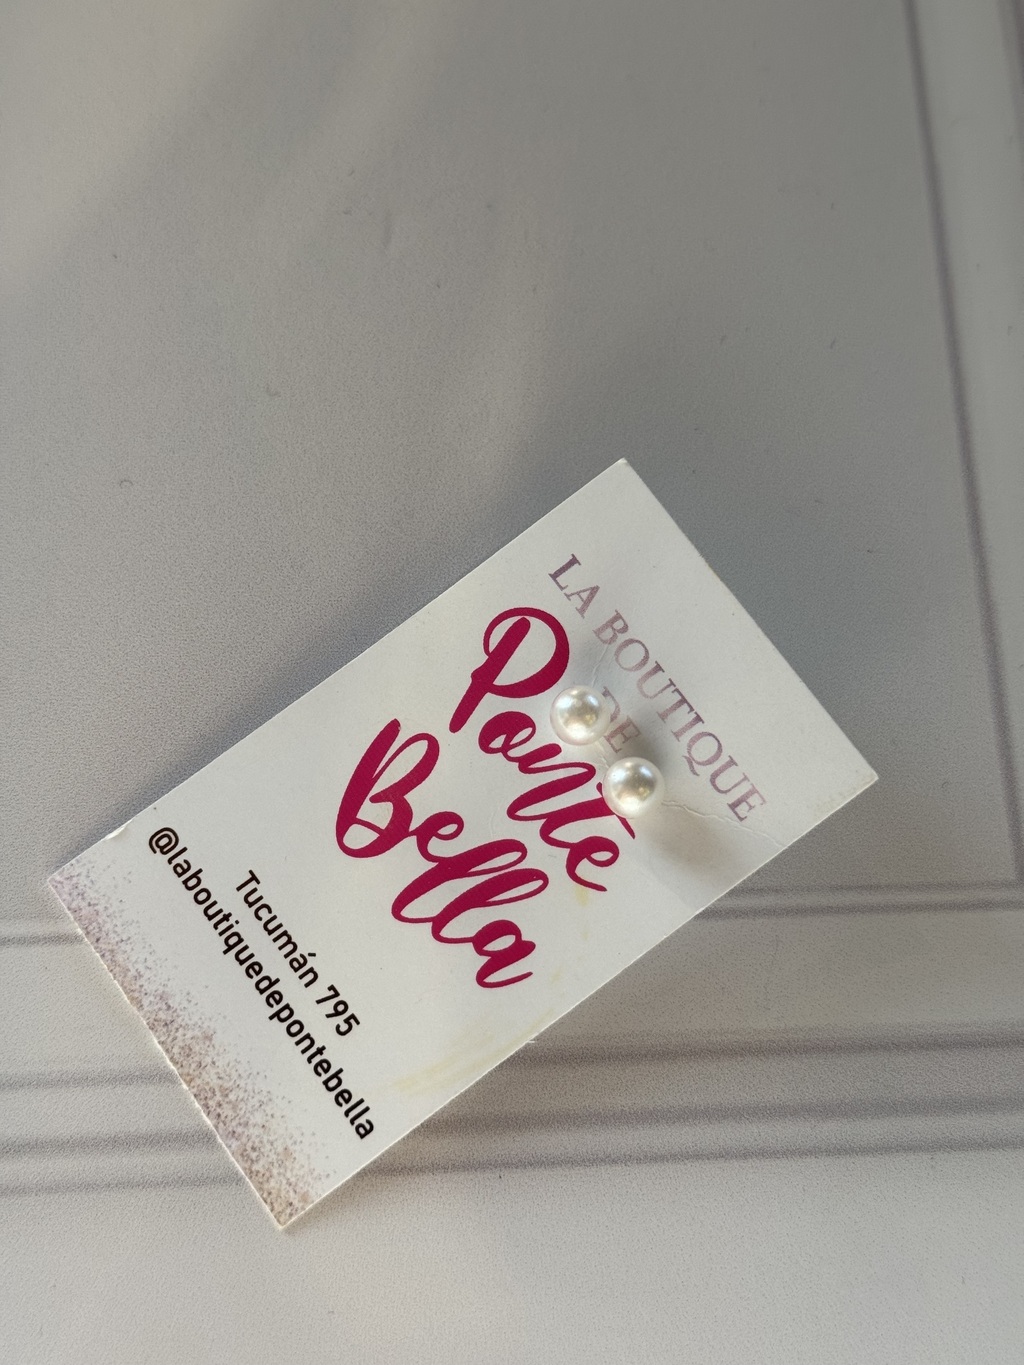 LA BOUTIQUE
DE
Ponte
Bella
Tucumán 795
@laboutiquedepontebella